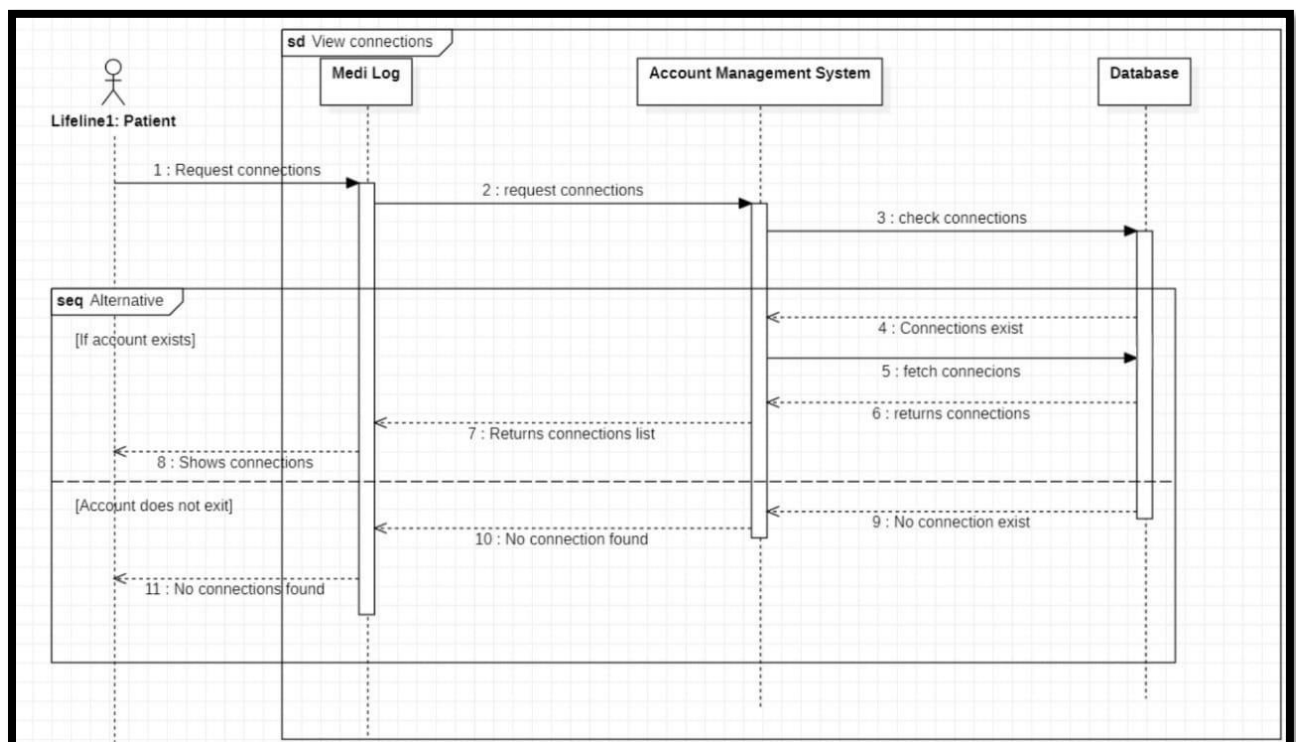 sd View connections
Medi Log
Account Management System
Database
Lifeline1: Patient
1 : Request connections
2 : request connections
3 : check connections
seq Alternative
[If account exists]
4 : Connections exist
5 : fetch connecions
6 : returns connections
7 : Returns connections list
8 : Shows connections
[Account does not exit]
9 : No connection exist
10 : No connection found
11 : No connections found